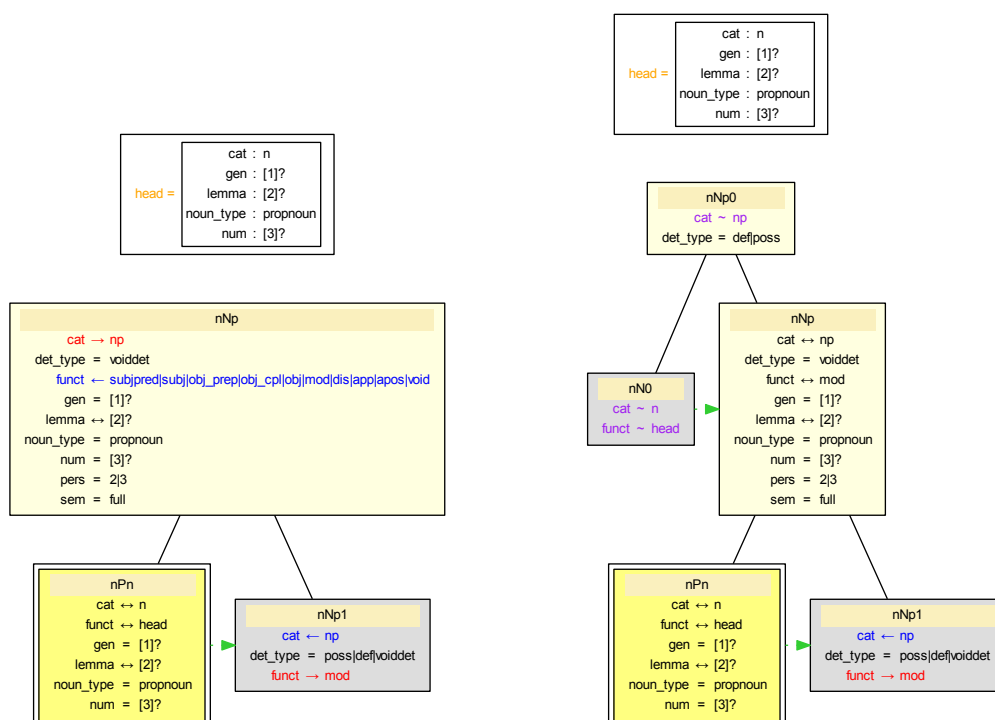 head =
cat : n
gen : [1]?
lemma : [2]?
noun_type : propnoun
num : [3]?
nNp
cat → np
det_type = voiddet
funct ← subjpred|subj|obj_prep|obj_cpl|obj|mod|dis|app|apos|void
gen = [1]?
lemma ↔ [2]?
noun_type = propnoun
num = [3]?
pers = 2|3
sem = full
nPn
cat ↔ n
funct ↔ head
gen = [1]?
lemma ↔ [2]?
noun_type = propnoun
num = [3]?
nNp1
cat ← np
det_type = poss|def|voiddet
funct → mod
head =
cat : n
gen : [1]?
lemma : [2]?
noun_type : propnoun
num : [3]?
nNp0
cat ~ np
det_type = def|poss
nN0
cat ~ n
funct ~ head
nNp
cat ↔ np
det_type = voiddet
funct ↔ mod
gen = [1]?
lemma ↔ [2]?
noun_type = propnoun
num = [3]?
pers = 2|3
sem = full
nPn
cat ↔ n
funct ↔ head
gen = [1]?
lemma ↔ [2]?
noun_type = propnoun
num = [3]?
nNp1
cat ← np
det_type = poss|def|voiddet
funct → mod